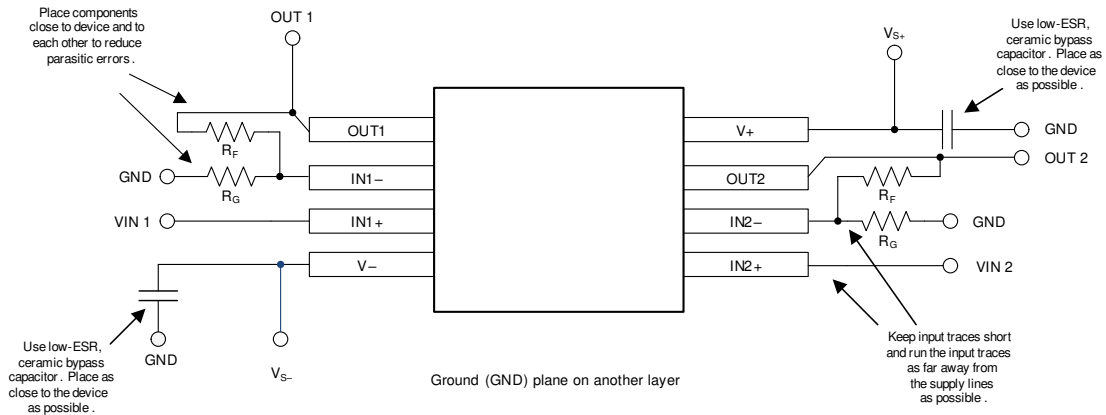 Place components
close to device and to
each other to reduce
parasitic errors .
OUT 1
VS+
Use low-ESR,
ceramic bypass
capacitor . Place as
close to the device
as possible .
OUT1
V+
GND
RF
OUT 2
GND
IN1−
OUT2
RG
RF
VIN 1
IN1+
IN2−
GND
RG
V−
IN2+
VIN 2
Use low-ESR,
ceramic bypass
capacitor . Place as
close to the device
as possible .
GND
VS−
Ground (GND) plane on another layer
Keep input traces short
and run the input traces
as far away from
the supply lines
as possible .